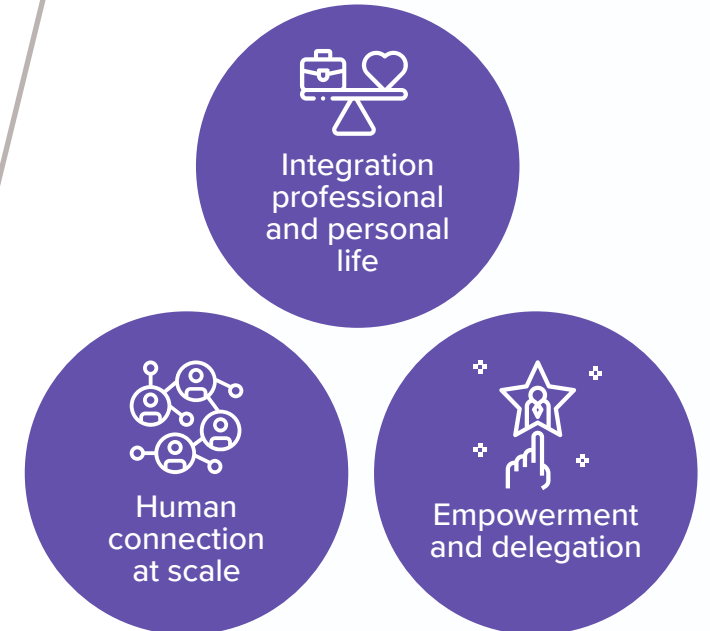 Integration
professional
and personal
life
Human
connection
at scale
Empowerment
and delegation